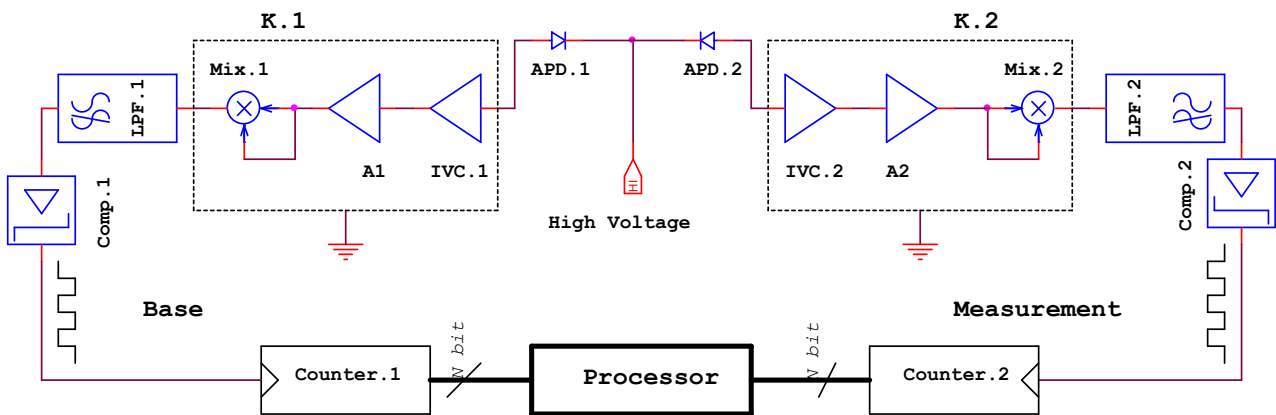 K.1
K.2
Mix.1
APD.1
APD.2
Mix.2
LPF.1
LPF.2
A1
IVC.1
IVC.2
A2
HI
High Voltage
Comp.1
Comp.2
Base
Measurement
N bit
N bit
Counter.1
Processor
Counter.2